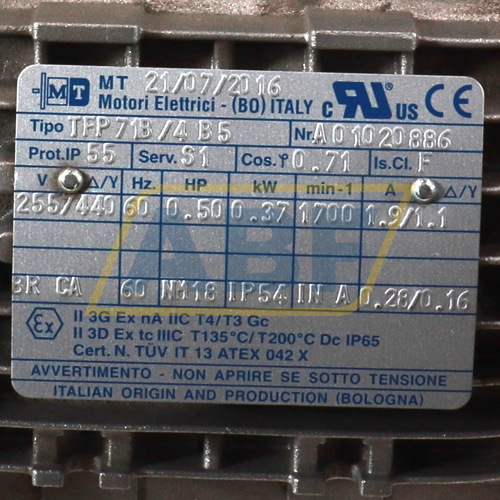 MT MT 21/07/2016
Motori Elettrici - (BO) ITALY c RU US CE
Tipo TFP 71B/4 B5 Nr. A01020886
Prot.IP 55 Serv. S1 Cos.φ 0.71 Is.Cl. F
V △/Y Hz. HP kW min-1 A △/Y
255/440 60 0.50 0.37 1700 1.9/1.1
ABF
BR CA 60 NM18 IP54 IN A 0.28/0.16
Ex II 3G Ex nA IIC T4/T3 Gc
II 3D Ex tc IIIC T135°C/T200°C Dc IP65
Cert. N. TÜV IT 13 ATEX 042 X
AVVERTIMENTO - NON APRIRE SOTTO TENSIONE
ITALIAN ORIGIN AND PRODUCTION (BOLOGNA)